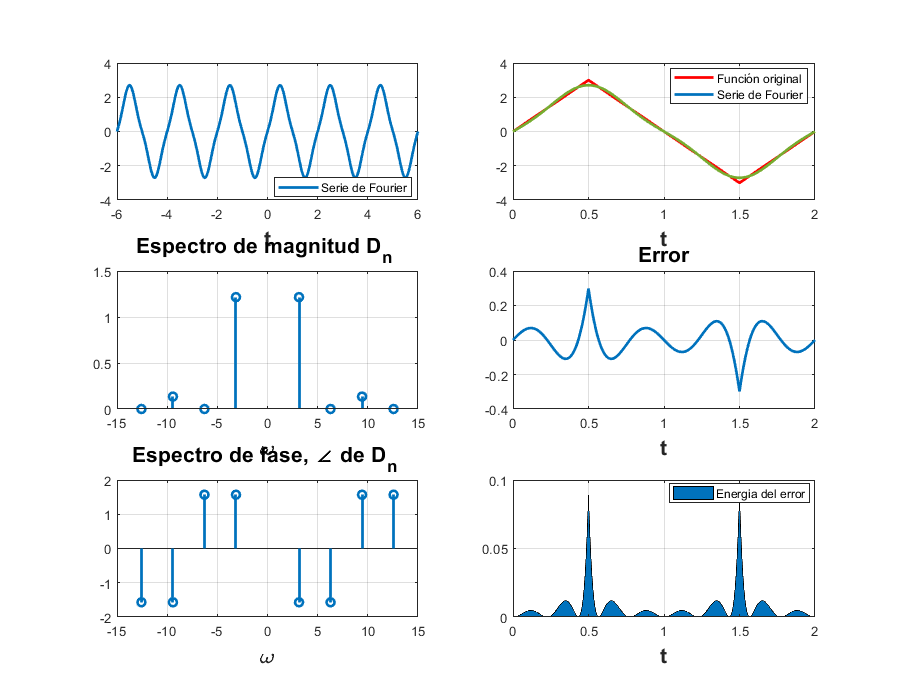 4
2
0
-2
-4
-6 -4 -2 0 2 4 6
Serie de Fourier
t
4
2
0
-2
-4
0 0.5 1 1.5 2
Función original
Serie de Fourier
t
Espectro de magnitud Dn
1.5
1
0.5
0
-15 -10 -5 0 5 10 15
ω
Error
0.4
0.2
0
-0.2
-0.4
0 0.5 1 1.5 2
t
Espectro de fase, ∠ de Dn
2
1
0
-1
-2
-15 -10 -5 0 5 10 15
ω
0.1
0.05
0
0 0.5 1 1.5 2
Energia del error
t